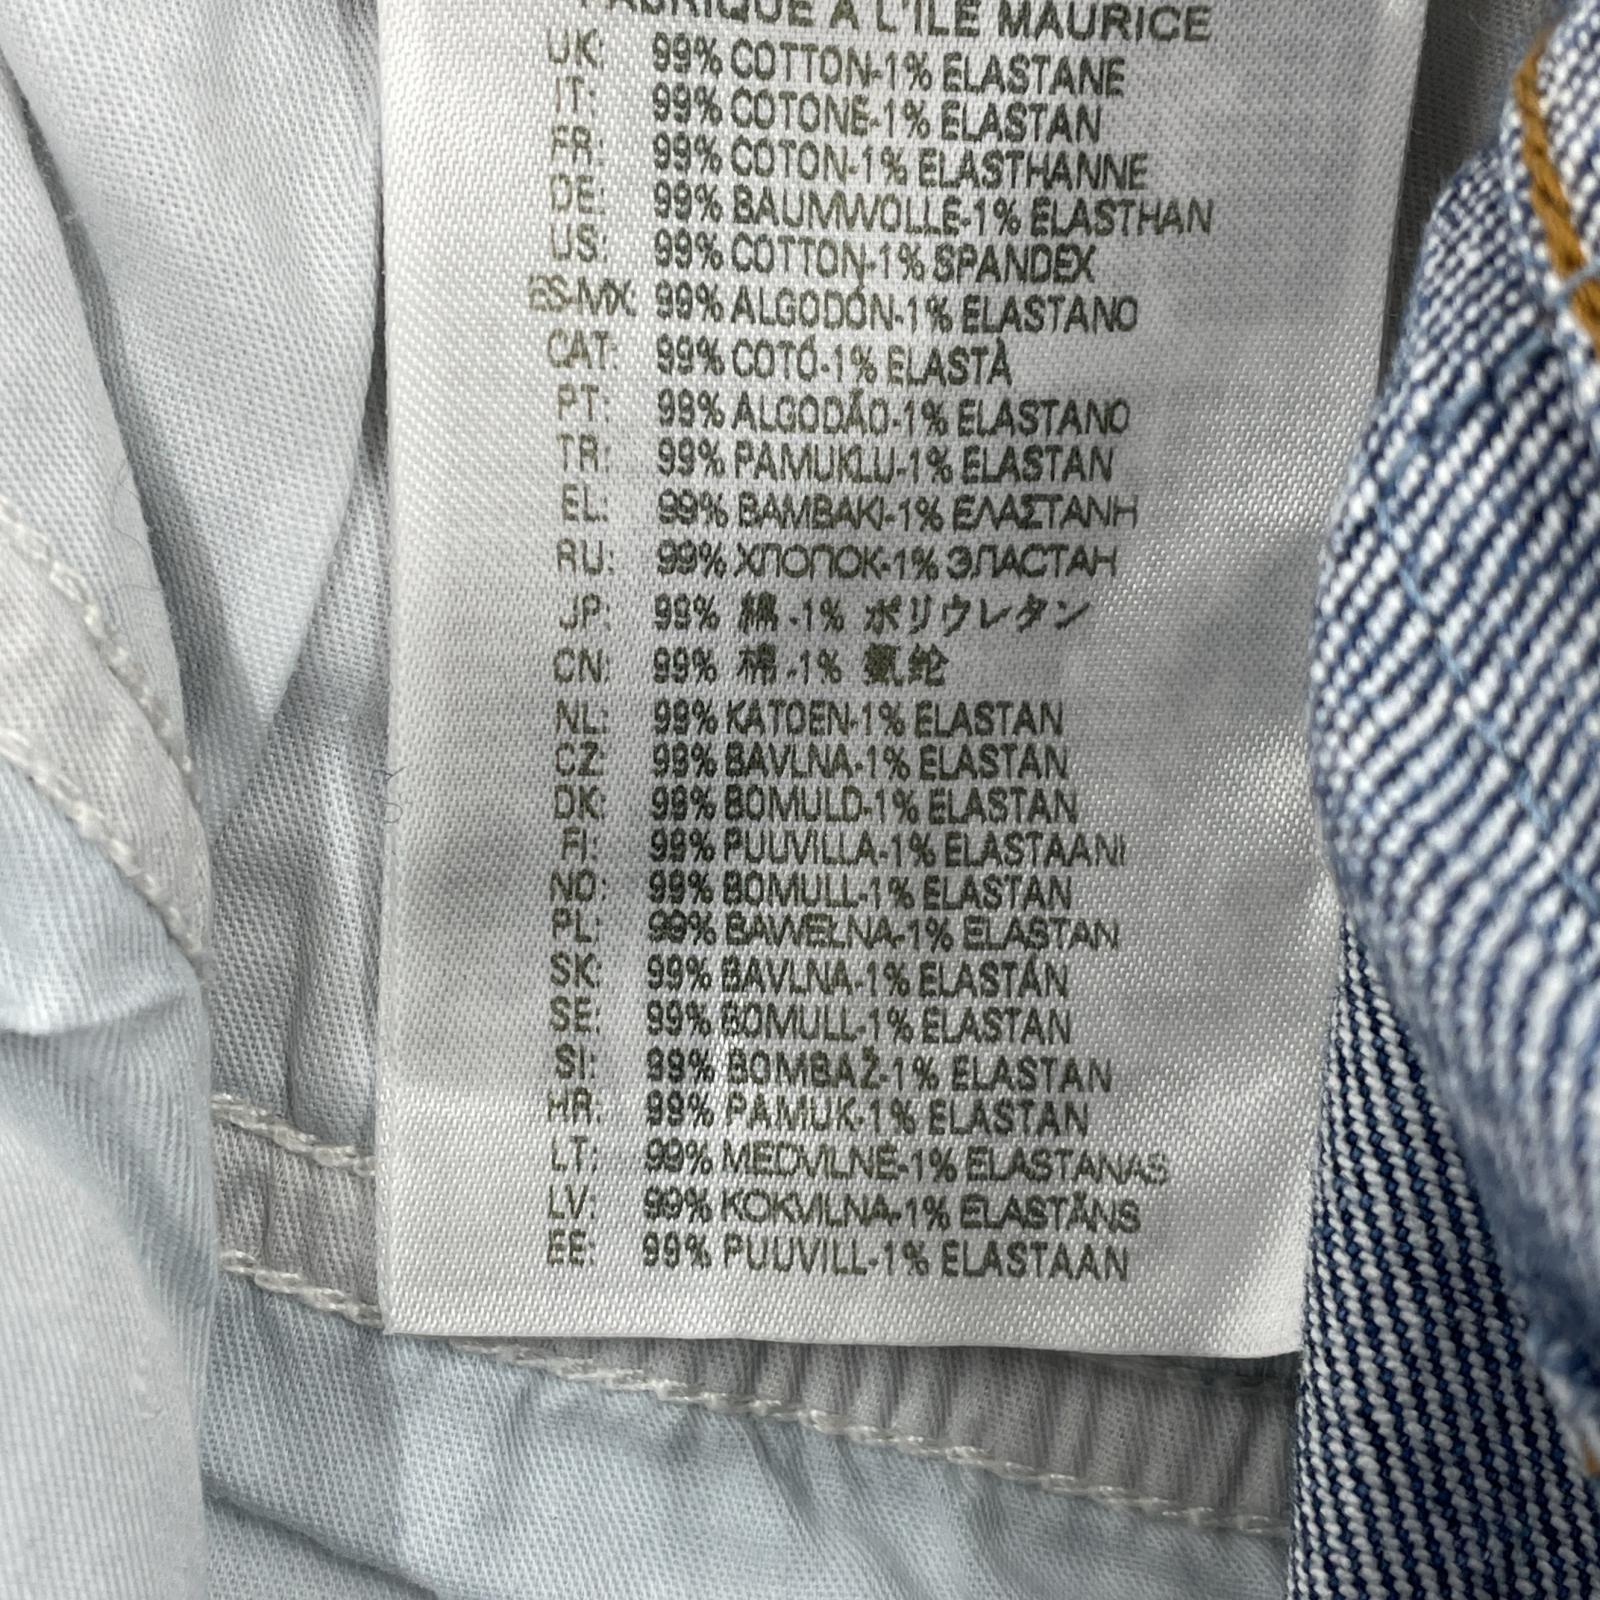 FABRIQUÉ À L'ILE MAURICE
UK: 99% COTTON-1% ELASTANE
IT: 99% COTONE-1% ELASTAN
FR: 99% COTON-1% ELASTHANNE
DE: 99% BAUMWOLLE-1% ELASTHAN
US: 99% COTTON-1% SPANDEX
ES-MX: 99% ALGODÓN-1% ELASTANO
CAT: 99% COTÓ-1% ELASTÀ
PT: 99% ALGODÃO-1% ELASTANO
TR: 99% PAMUKLU-1% ELASTAN
EL: 99% BAMBAKI-1% ΕΛΑΣΤΑΝΗ
RU: 99% ХЛОПОК-1% ЭЛАСТАН
JP: 99% 綿 -1% ポリウレタン
CN: 99% 棉 -1% 氨纶
NL: 99% KATOEN-1% ELASTAN
CZ: 99% BAVLNA-1% ELASTAN
DK: 99% BOMULD-1% ELASTAN
FI: 99% PUUVILLA-1% ELASTAANI
NO: 99% BOMULL-1% ELASTAN
PL: 99% BAWEŁNA-1% ELASTAN
SK: 99% BAVLNA-1% ELASTÁN
SE: 99% BOMULL-1% ELASTAN
SI: 99% BOMBAŽ-1% ELASTAN
HR: 99% PAMUK-1% ELASTAN
LT: 99% MEDVILNĖ-1% ELASTANAS
LV: 99% KOKVILNA-1% ELASTĀNS
EE: 99% PUUVILL-1% ELASTAAN